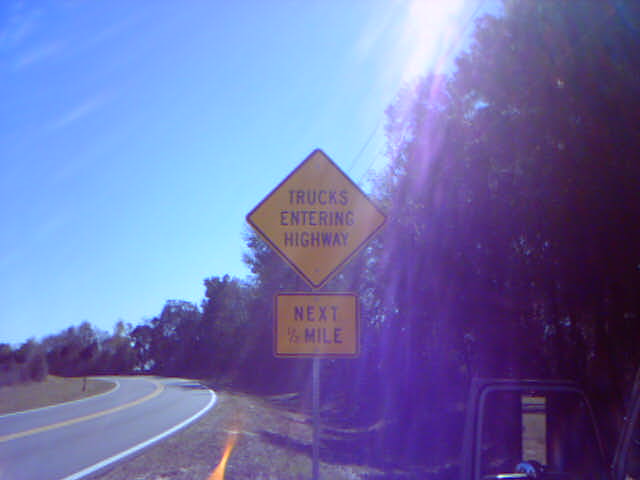 TRUCKS
ENTERING
HIGHWAY
NEXT
½ MILE